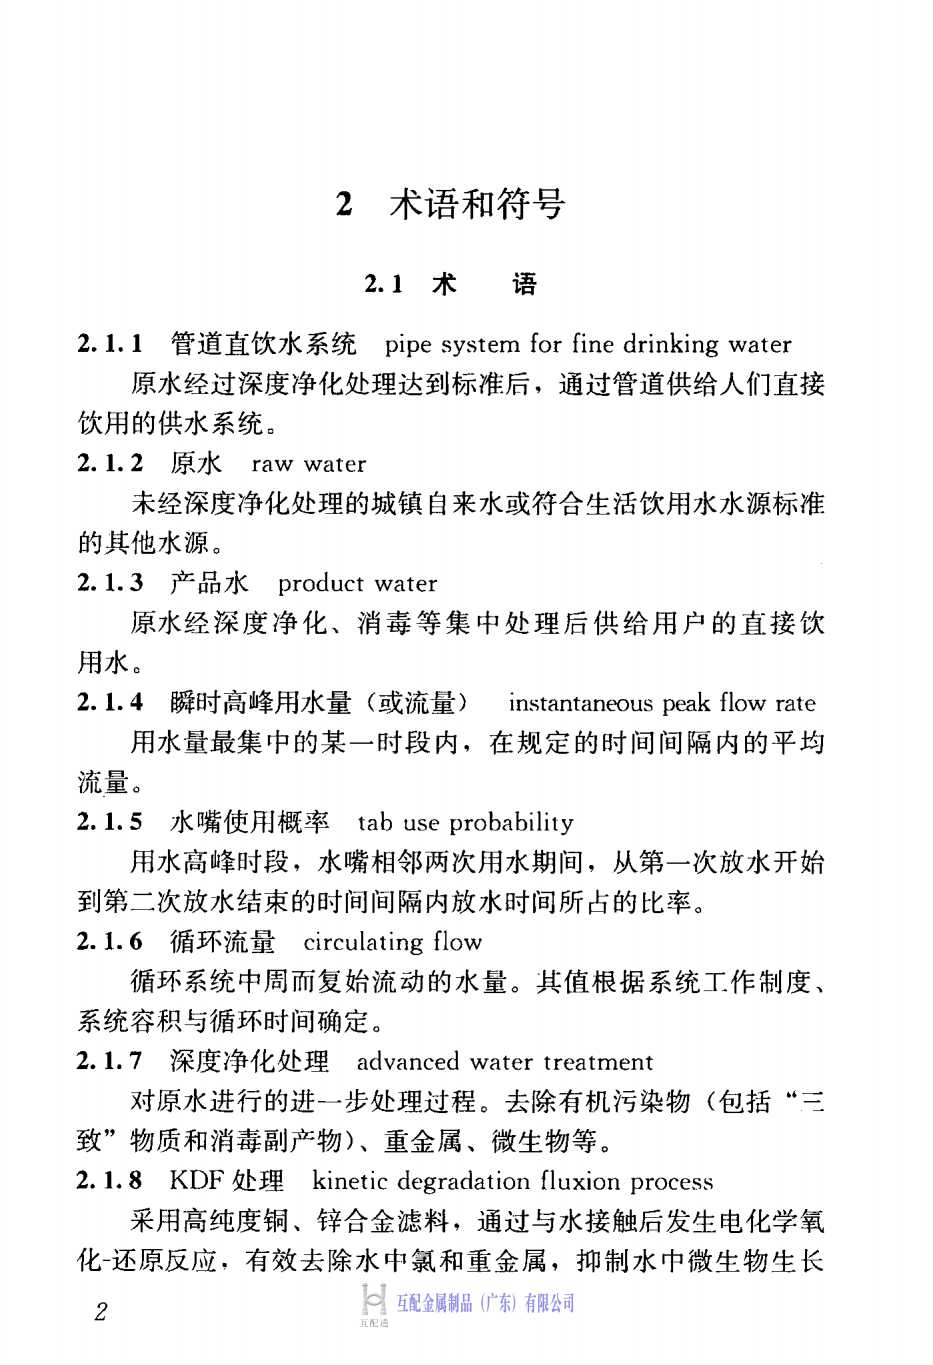 2 术语和符号
2.1 术 语
2.1.1 管道直饮水系统 pipe system for fine drinking water
原水经过深度净化处理达到标准后，通过管道供给人们直接
饮用的供水系统。
2.1.2 原水 raw water
未经深度净化处理的城镇自来水或符合生活饮用水水源标准
的其他水源。
2.1.3 产品水 product water
原水经深度净化、消毒等集中处理后供给用户的直接饮
用水。
2.1.4 瞬时高峰用水量（或流量） instantaneous peak flow rate
用水量最集中的某一时段内，在规定的时间间隔内的平均
流量。
2.1.5 水嘴使用概率 tab use probability
用水高峰时段，水嘴相邻两次用水期间，从第一次放水开始
到第二次放水结束的时间间隔内放水时间所占的比率。
2.1.6 循环流量 circulating flow
循环系统中周而复始流动的水量。其值根据系统工作制度、
系统容积与循环时间确定。
2.1.7 深度净化处理 advanced water treatment
对原水进行的进一步处理过程。去除有机污染物（包括“三
致”物质和消毒副产物）、重金属、微生物等。
2.1.8 KDF 处理 kinetic degradation fluxion process
采用高纯度铜、锌合金滤料，通过与水接触后发生电化学氧
化-还原反应，有效去除水中氯和重金属，抑制水中微生物生长
2
互配通
互配金属制品（广东）有限公司